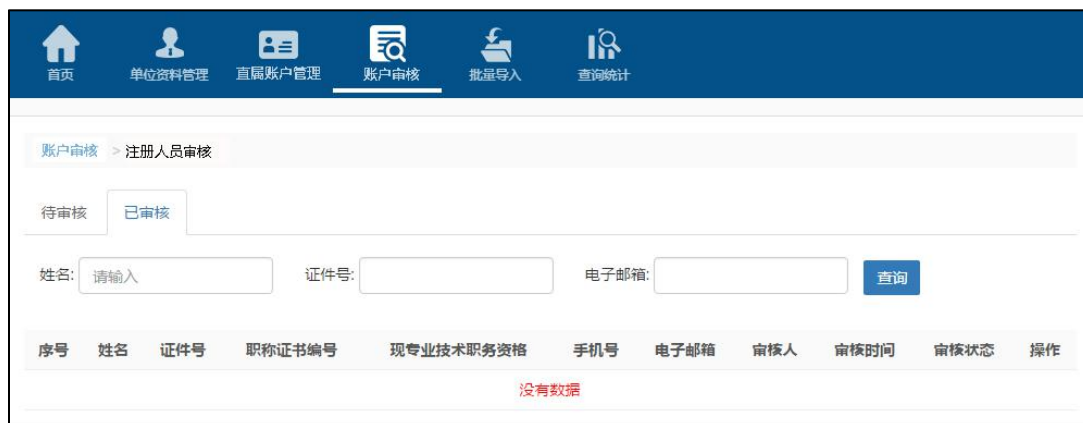 首页 单位资料管理 直属账户管理 账户审核 批量导入 查询统计
账户审核 > 注册人员审核
待审核 已审核
姓名: 请输入 证件号: 电子邮箱: 查询
序号 姓名 证件号 职称证书编号 现专业技术职务资格 手机号 电子邮箱 审核人 审核时间 审核状态 操作
没有数据